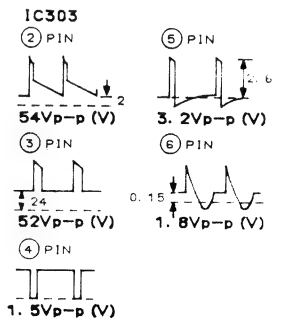 IC303
② PIN
2
54Vp-p (V)
③ PIN
24
52Vp-p (V)
④ PIN
1.5Vp-p (V)
⑤ PIN
2.6
3.2Vp-p (V)
⑥ PIN
0.15
1.8Vp-p (V)